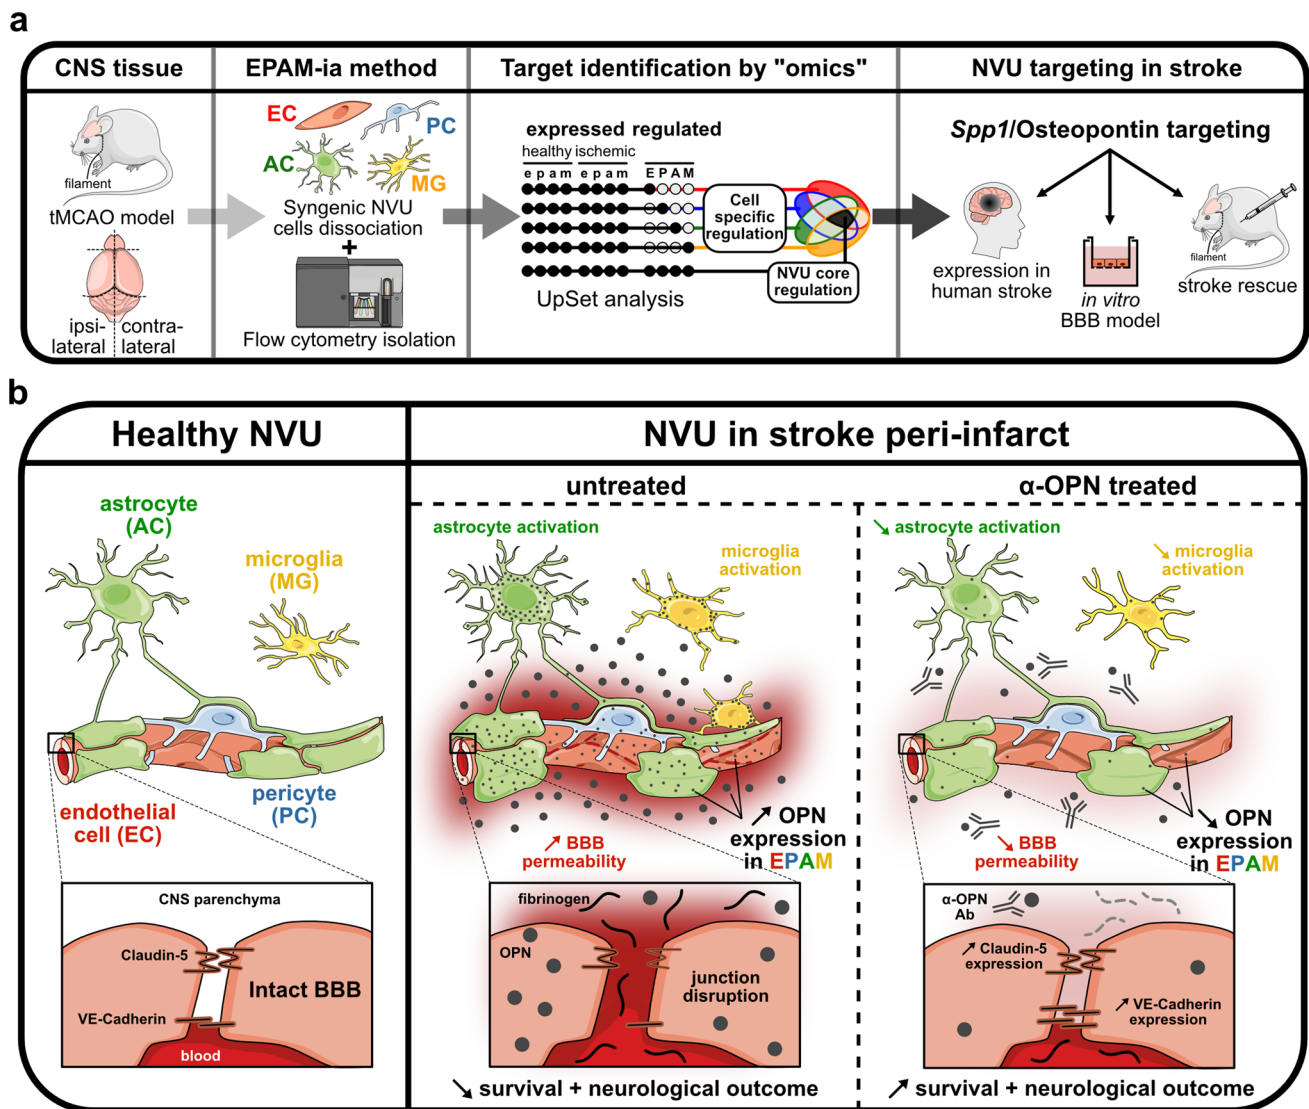 a
CNS tissue
EPAM-ia method
Target identification by "omics"
NVU targeting in stroke
filament
tMCAO model
ipsi-
lateral
contra-
lateral
EC
PC
AC
MG
Syngenic NVU
cells dissociation
+
Flow cytometry isolation
expressed regulated
healthy ischemic
e p a m e p a m E P A M
Cell
specific
regulation
NVU core
regulation
UpSet analysis
Spp1/Osteopontin targeting
expression in
human stroke
in vitro
BBB model
filament
stroke rescue
b
Healthy NVU
NVU in stroke peri-infarct
astrocyte
(AC)
microglia
(MG)
endothelial
cell (EC)
pericyte
(PC)
CNS parenchyma
Claudin-5
Intact BBB
VE-Cadherin
blood
untreated
astrocyte activation
microglia
activation
↗ BBB
permeability
↗ OPN
expression
in EPAM
fibrinogen
OPN
junction
disruption
↘ survival + neurological outcome
α-OPN treated
↘ astrocyte activation
↘ microglia
activation
↘ BBB
permeability
↘ OPN
expression
in EPAM
α-OPN
Ab
↗ Claudin-5
expression
↗ VE-Cadherin
expression
↗ survival + neurological outcome